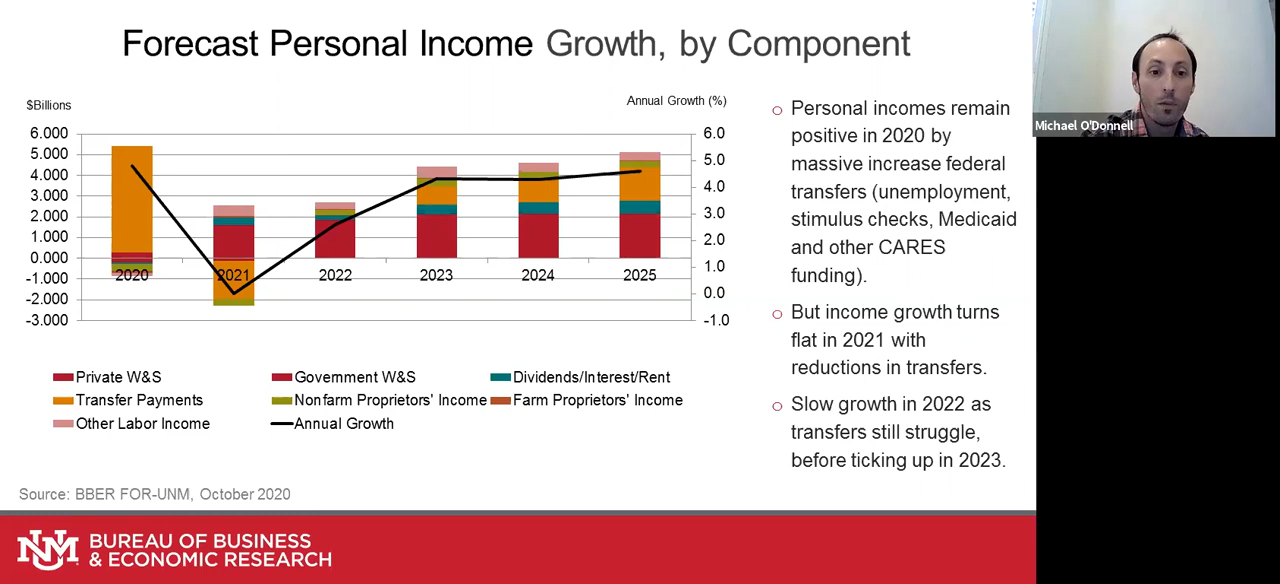 Forecast Personal Income Growth, by Component
$Billions
Annual Growth (%)
6.000
5.000
4.000
3.000
2.000
1.000
0.000
-1.000
-2.000
-3.000
6.0
5.0
4.0
3.0
2.0
1.0
0.0
-1.0
2020 2021 2022 2023 2024 2025
Private W&S Government W&S Dividends/Interest/Rent
Transfer Payments Nonfarm Proprietors' Income Farm Proprietors' Income
Other Labor Income Annual Growth
Source: BBER FOR-UNM, October 2020
o Personal incomes remain
positive in 2020 by
massive increase federal
transfers (unemployment,
stimulus checks, Medicaid
and other CARES
funding).
o But income growth turns
flat in 2021 with
reductions in transfers.
o Slow growth in 2022 as
transfers still struggle,
before ticking up in 2023.
UNM
BUREAU OF BUSINESS
& ECONOMIC RESEARCH
Michael O'Donnell